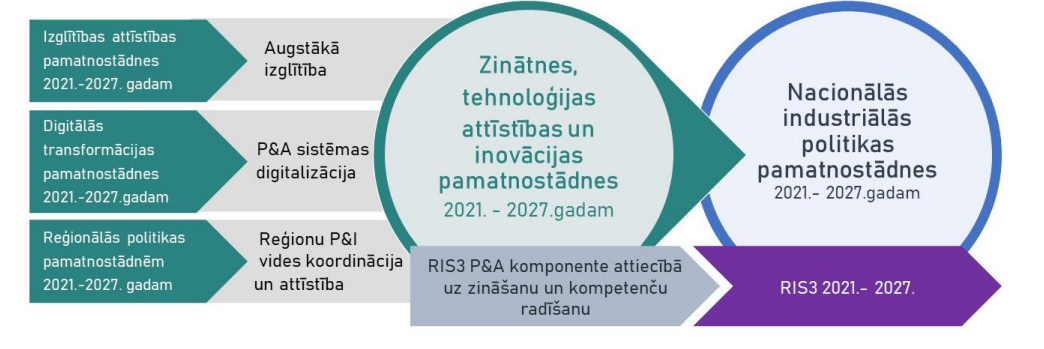 Izglītības attīstības
pamatnostādnes
2021.-2027. gadam
Augstākā
izglītība
Digitālās
transformācijas
pamatnostādnes
2021.-2027.gadam
P&A sistēmas
digitalizācija
Reģionālās politikas
pamatnostādnēm
2021.-2027. gadam
Reģionu P&I
vides koordinācija
un attīstība
Zinātnes,
tehnoloģijas
attīstības un
inovācijas
pamatnostādnes
2021. - 2027.gadam
RIS3 P&A komponente attiecībā
uz zināšanu un kompetenču
radīšanu
Nacionālās
industriālās
politikas
pamatnostādnes
2021.- 2027.gadam
RIS3 2021.- 2027.